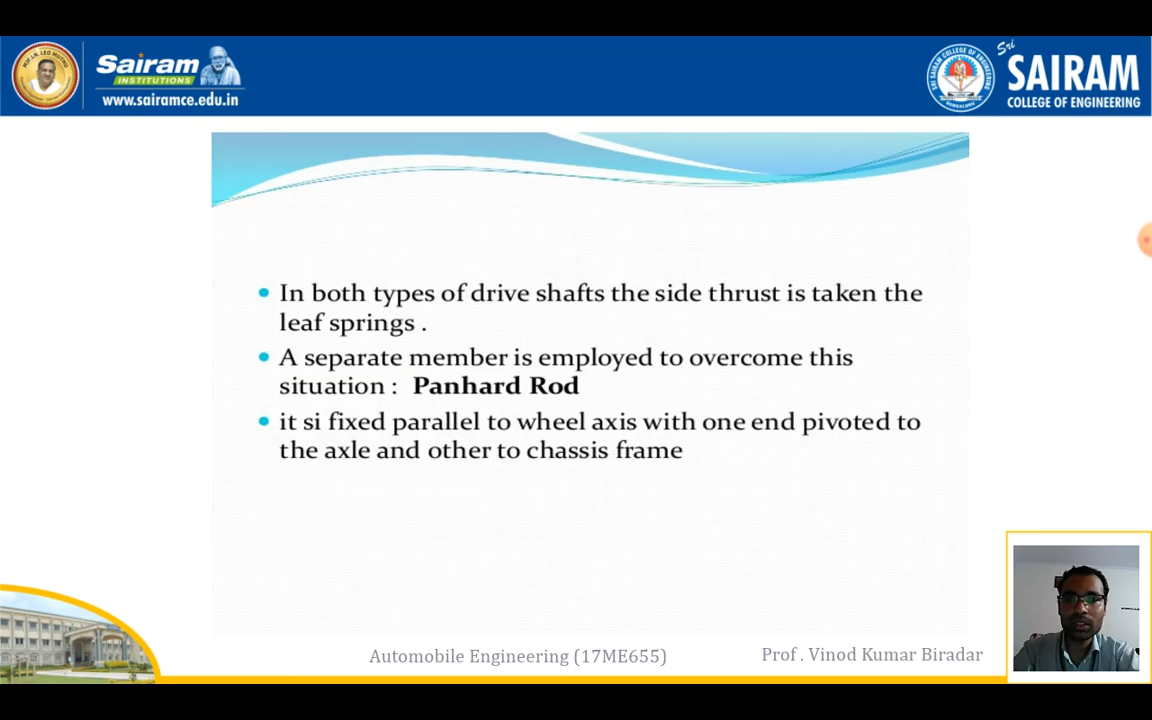 Sairam
INSTITUTIONS
www.sairamce.edu.in
Sri
SAIRAM
COLLEGE OF ENGINEERING
In both types of drive shafts the side thrust is taken the
leaf springs .
A separate member is employed to overcome this
situation : Panhard Rod
it si fixed parallel to wheel axis with one end pivoted to
the axle and other to chassis frame
Automobile Engineering (17ME655)
Prof . Vinod Kumar Biradar